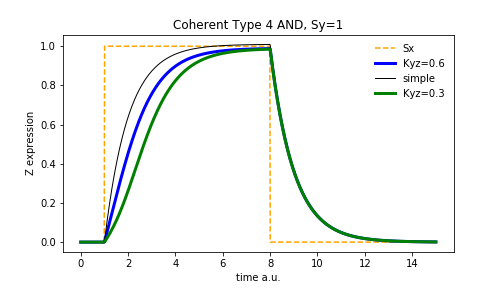 Coherent Type 4 AND, Sy=1
Sx
Kyz=0.6
simple
Kyz=0.3
Z expression
1.0
0.8
0.6
0.4
0.2
0.0
0 2 4 6 8 10 12 14
time a.u.